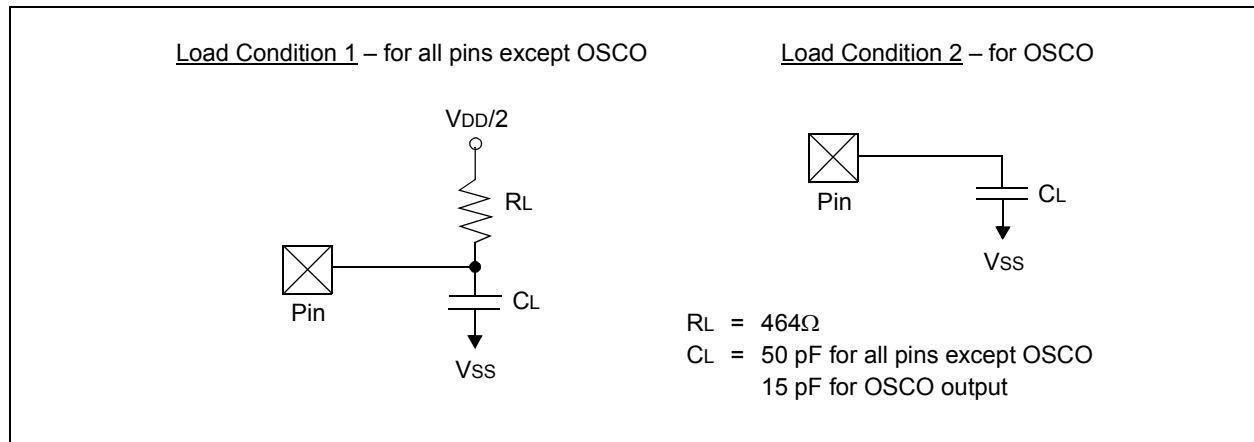 Load Condition 1 – for all pins except OSCO
VDD/2
RL
Pin
CL
VSS
Load Condition 2 – for OSCO
Pin
CL
VSS
RL = 464Ω
CL = 50 pF for all pins except OSCO
15 pF for OSCO output